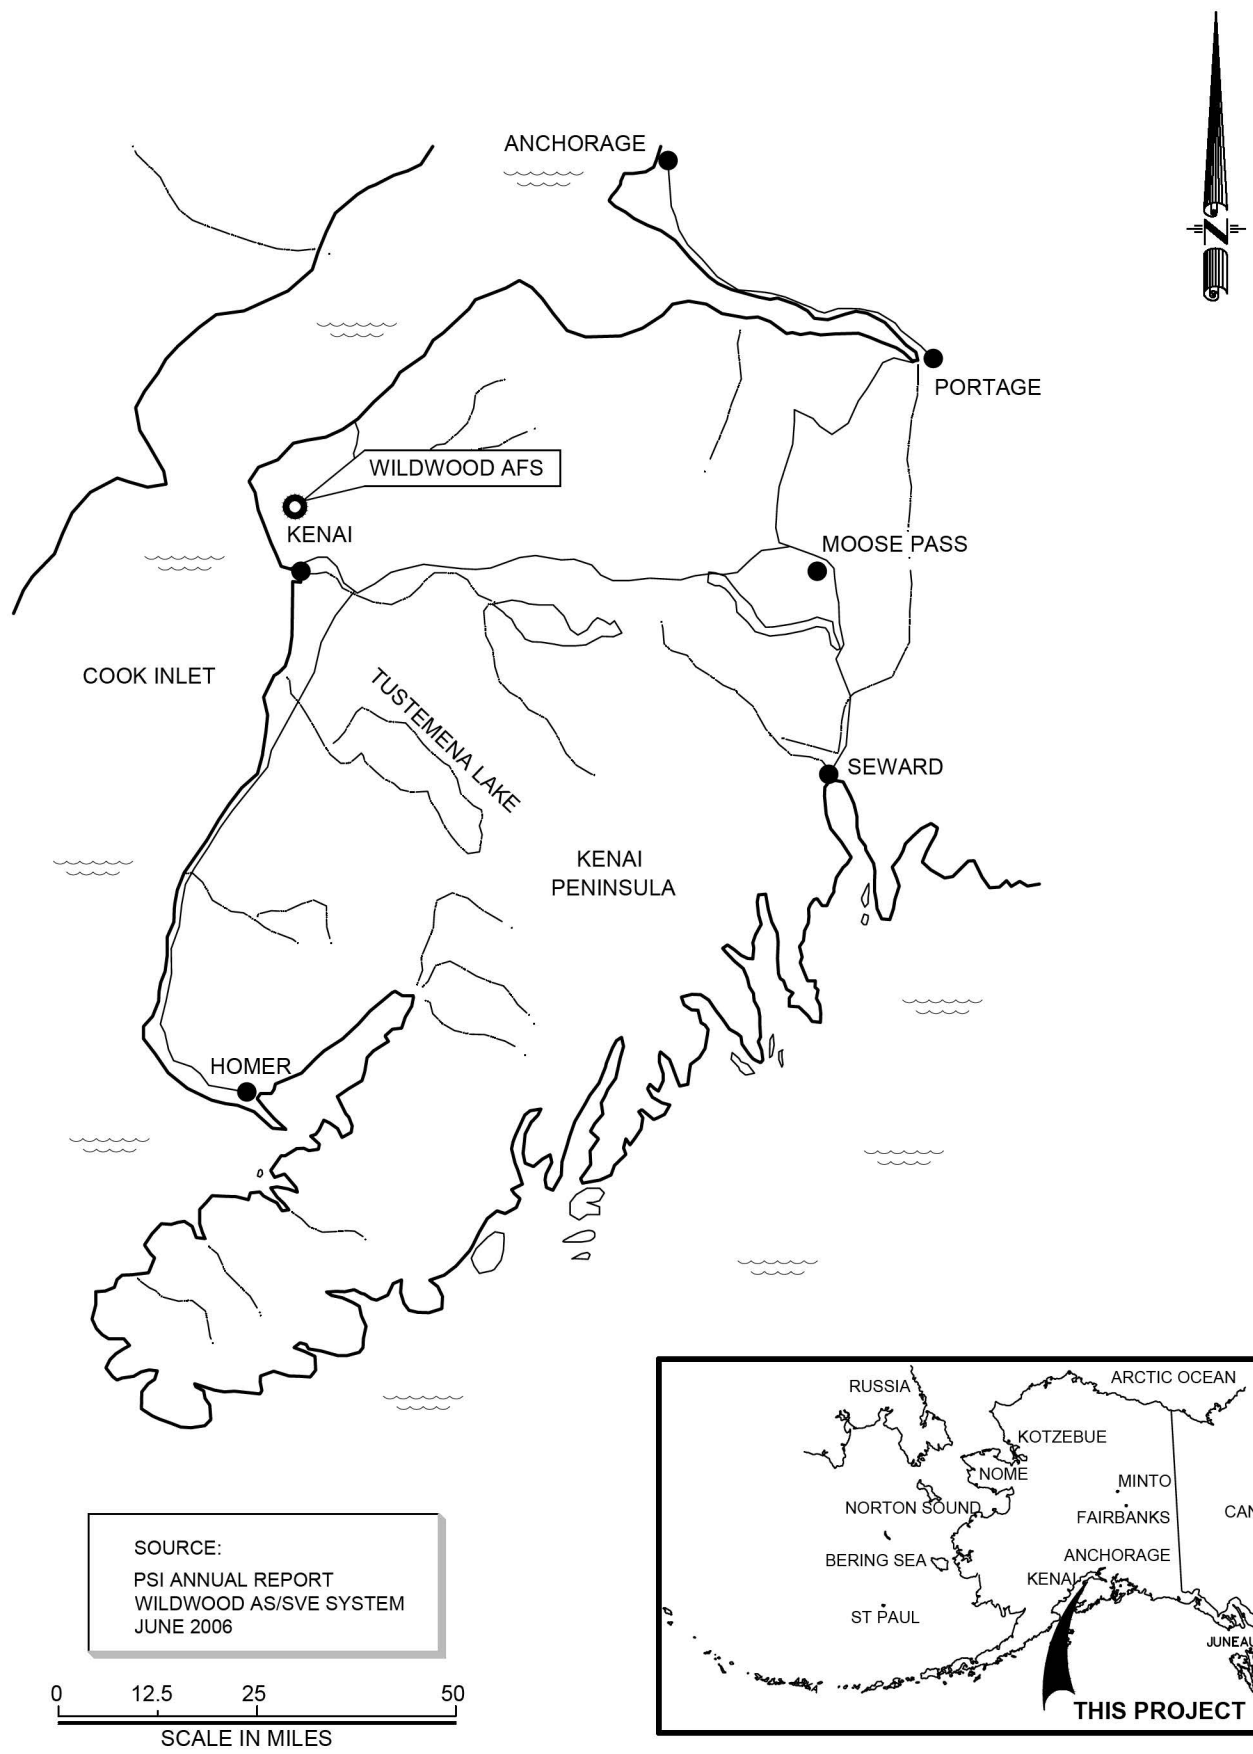 ANCHORAGE
N
PORTAGE
WILDWOOD AFS
KENAI
MOOSE PASS
COOK INLET
TUSTEMENA LAKE
SEWARD
KENAI
PENINSULA
HOMER
RUSSIA
ARCTIC OCEAN
KOTZEBUE
NOME
MINTO
NORTON SOUND
FAIRBANKS
CAN
BERING SEA
ANCHORAGE
KENAI
ST PAUL
JUNEAU
THIS PROJECT
SOURCE:
PSI ANNUAL REPORT
WILDWOOD AS/SVE SYSTEM
JUNE 2006
0 12.5 25 50
SCALE IN MILES